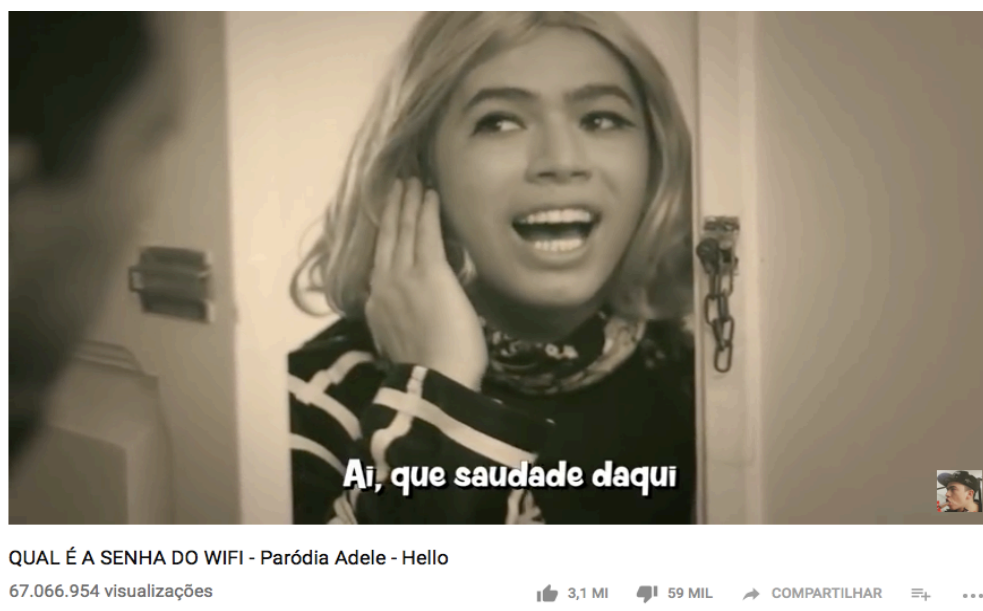 Ai, que saudade daqui
QUAL É A SENHA DO WIFI - Paródia Adele - Hello
67.066.954 visualizações
3,1 MI 59 MIL COMPARTILHAR